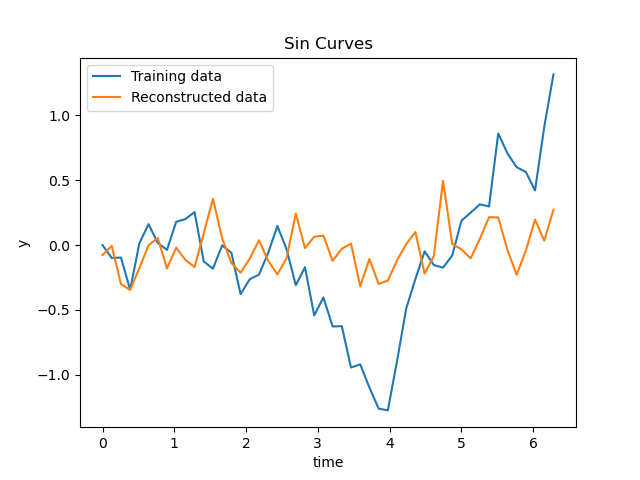 Sin Curves
Training data
Reconstructed data
1.0
0.5
0.0
−0.5
−1.0
y
0 1 2 3 4 5 6
time